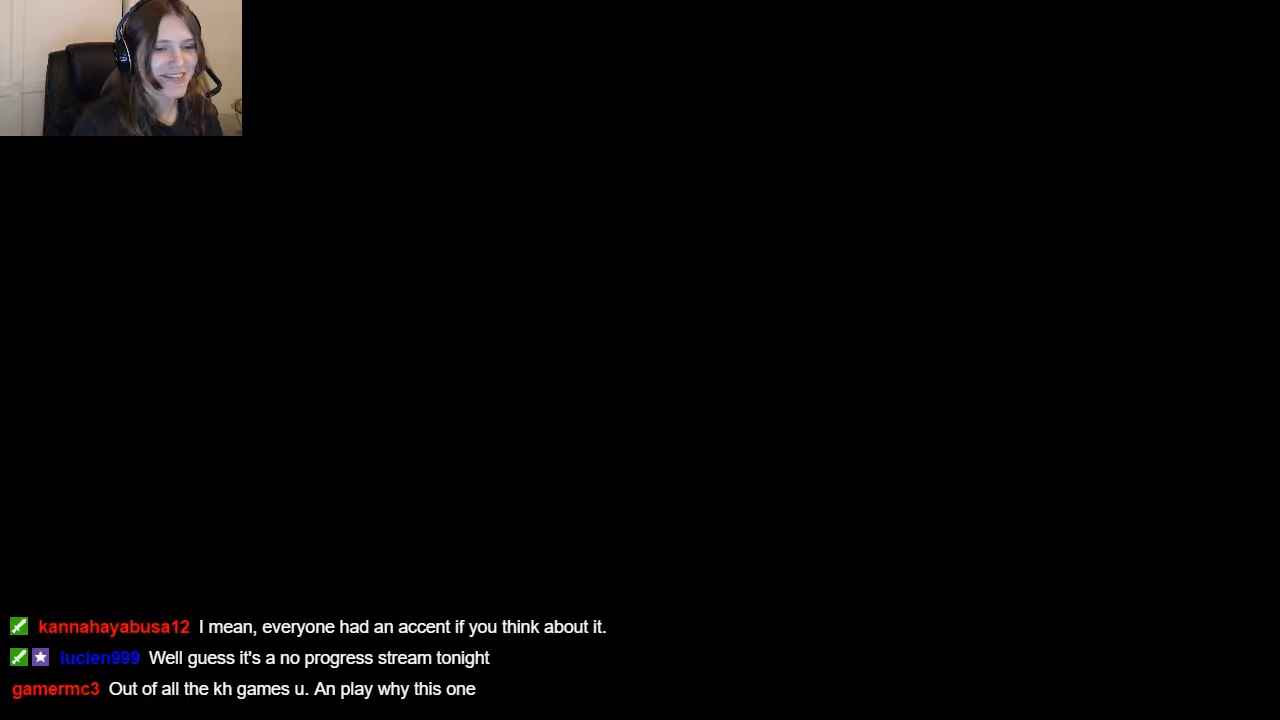 kannahayabusa12 I mean, everyone had an accent if you think about it.
lucien999 Well guess it's a no progress stream tonight
gamermc3 Out of all the kh games u. An play why this one